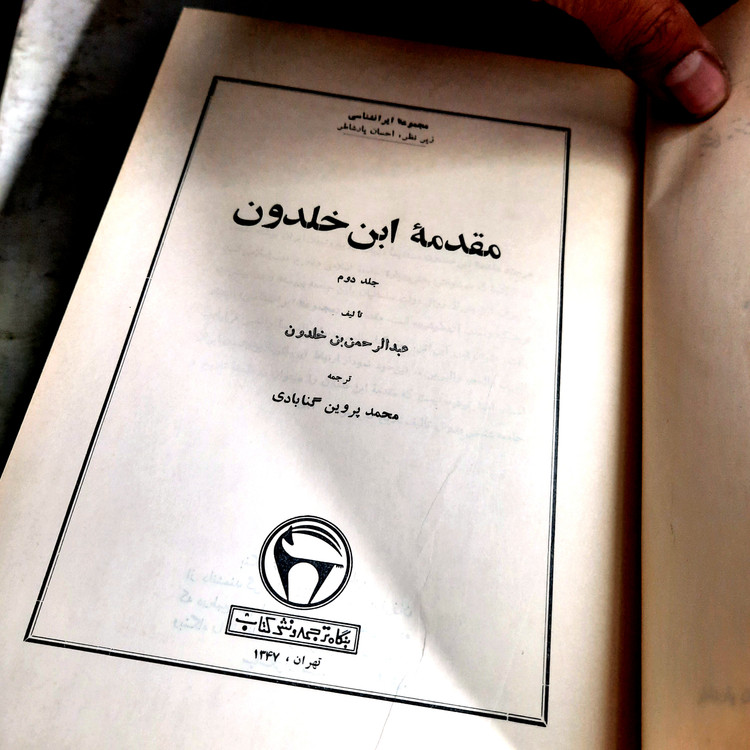 مجموعه ایرانشناسی
زیر نظر، احسان یارشاطر
مقدمهٔ ابن خلدون
جلد دوم
تالیف
عبدالرحمن بن خلدون
ترجمه
محمد پروین گنابادی
بنگاه ترجمه و نشر کتاب
تهران، ۱۳۴۷